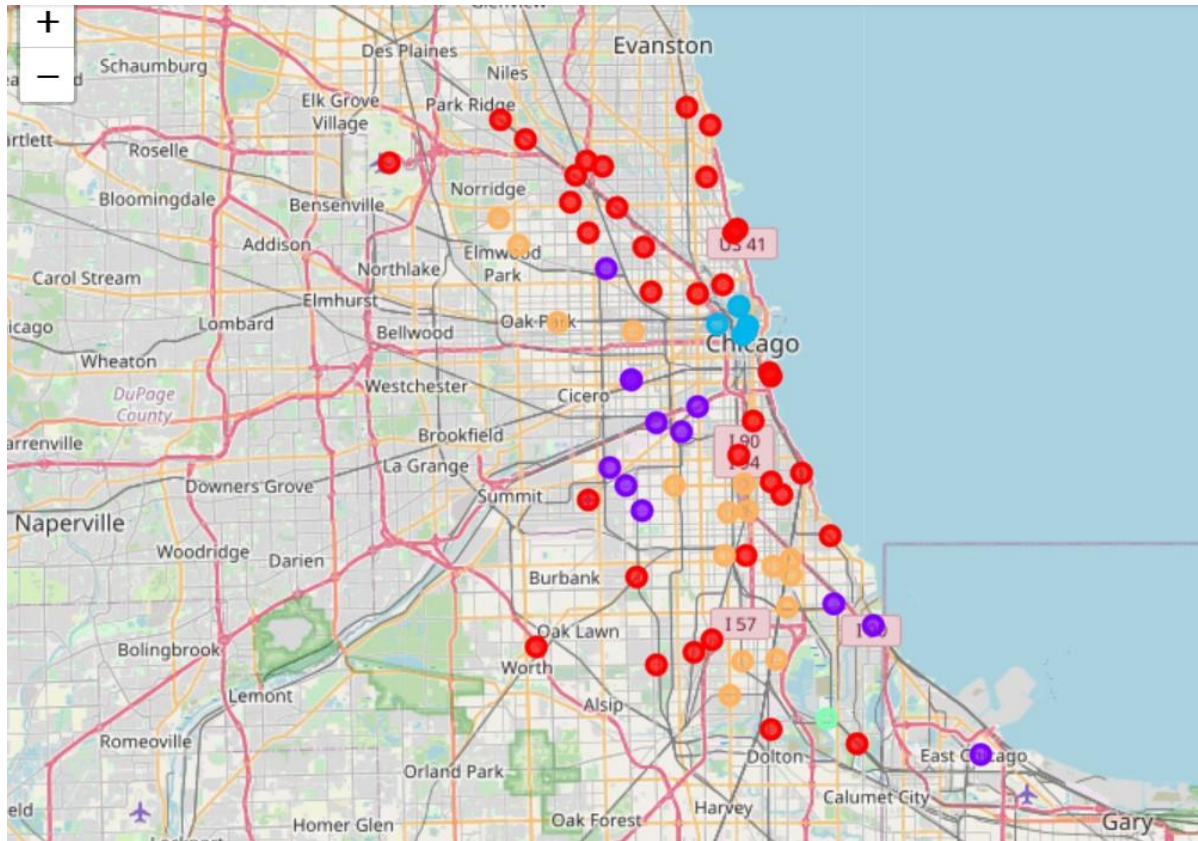 +
−
Evanston
Des Plaines
Schaumburg
Niles
Elk Grove
Village
Park Ridge
Roselle
Norridge
Bloomingdale
Bensenville
Addison
US 41
Elmwood
Park
Northlake
Carol Stream
Elmhurst
Lombard
Oak Park
Bellwood
Chicago
Wheaton
Westchester
DuPage
County
Cicero
Brookfield
I 90
La Grange
Downers Grove
Summit
Naperville
Woodridge
Darien
Burbank
I 57
Oak Lawn
Bolingbrook
Worth
Lemont
Alsip
Romeoville
Dolton
East Chicago
Orland Park
Calumet City
Harvey
Gary
Homer Glen
Oak Forest